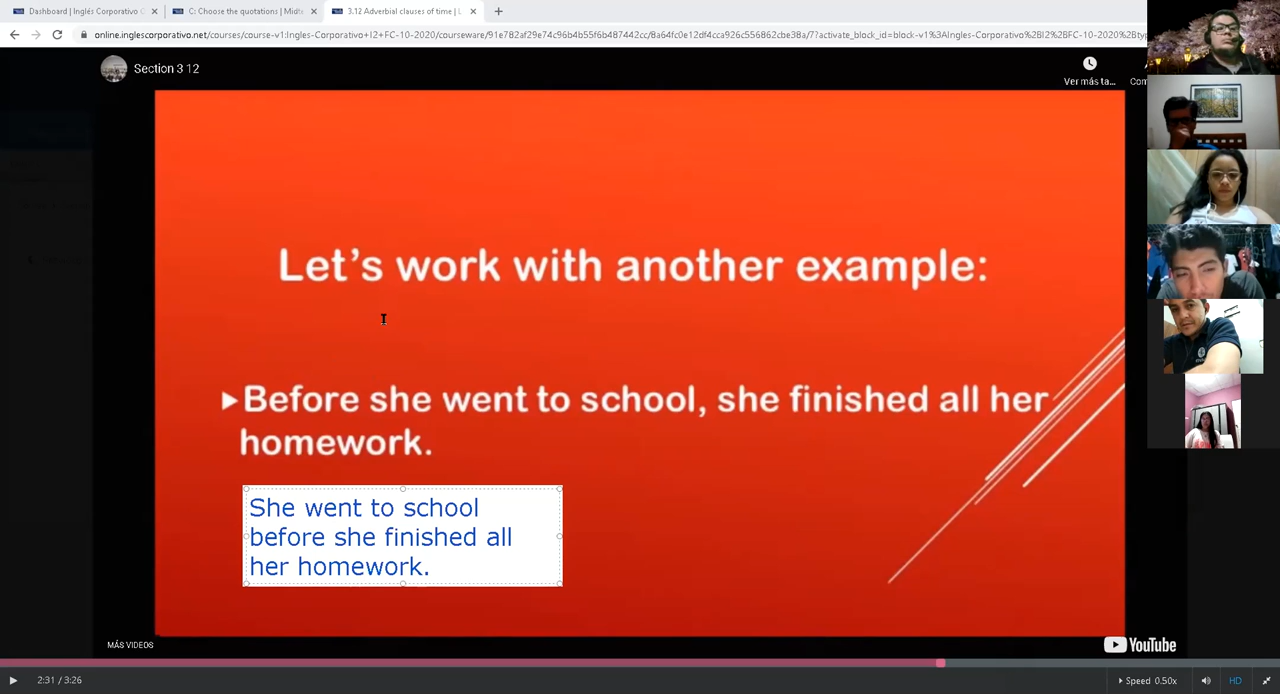 Dashboard | Inglés Corporativo
C: Choose the quotations | Midt
3.12 Adverbial clauses of time |
online.inglescorporativo.net/courses/course-v1:Ingles-Corporativo+I2+FC-10-2020/courseware/91e782af29e74c96b4b55f6b487442cc/8a64fc0e12df4cca926c556862cbe38a/7?activate_block_id=block-v1%3AIngles-Corporativo%2BI2%2BFC-10-2020%2Btyp
Section 3 12
Ver más ta...
Com
Let's work with another example:
Before she went to school, she finished all her
homework.
She went to school
before she finished all
her homework.
MÁS VIDEOS
YouTube
2:31 / 3:26
Speed 0.50x
HD